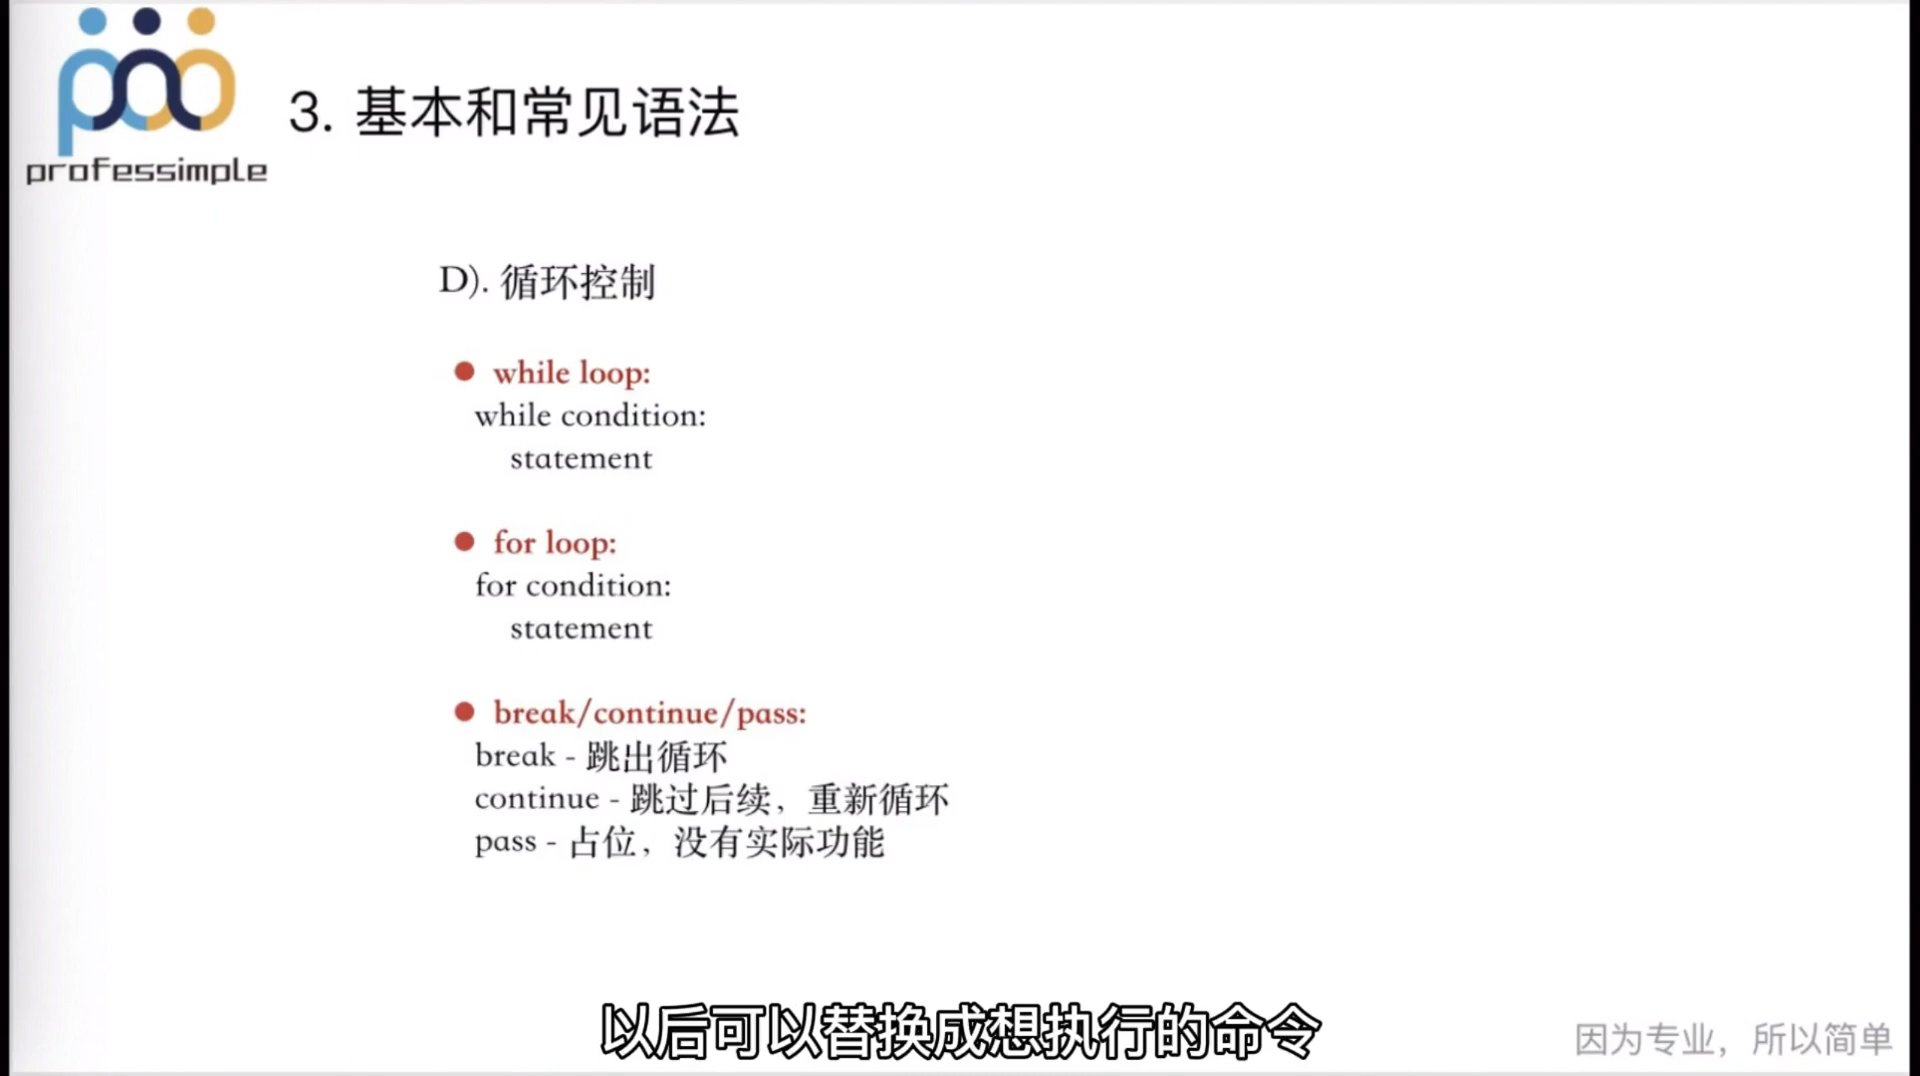 professimple
3. 基本和常见语法
D). 循环控制
while loop:
while condition:
statement
for loop:
for condition:
statement
break/continue/pass:
break - 跳出循环
continue - 跳过后续，重新循环
pass - 占位，没有实际功能
以后可以替换成想执行的命令
因为专业，所以简单